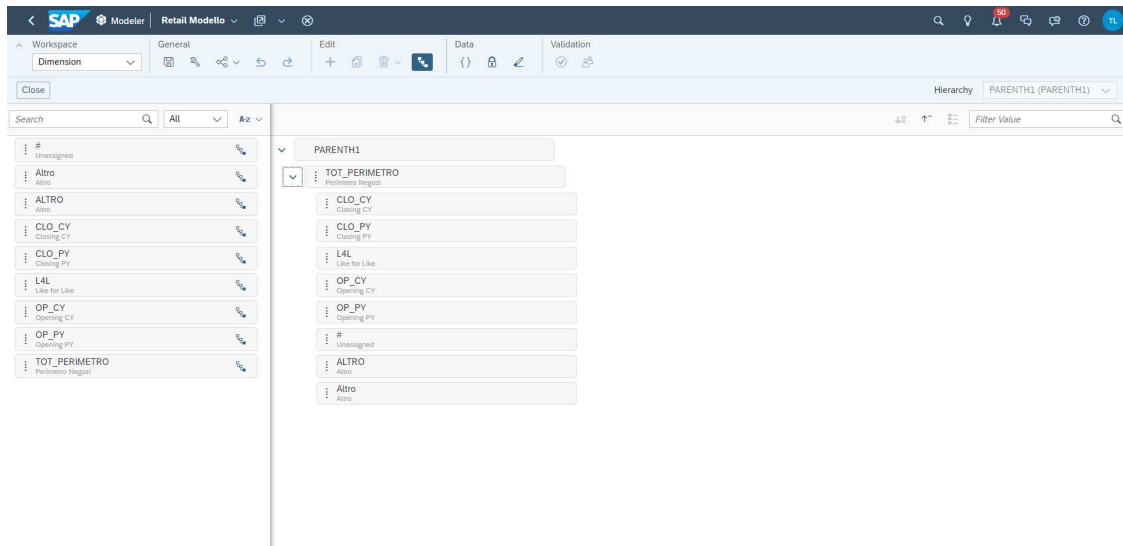 SAP Modeler Retail Modello
50
TL
Workspace General Edit Data Validation
Dimension
Close
Hierarchy PARENTH1 (PARENTH1)
Search All A-z
Filter Value
#
Unassigned
Altro
Altro
ALTRO
Altro
CLO_CY
Closing CY
CLO_PY
Closing PY
L4L
Like for Like
OP_CY
Opening CY
OP_PY
Opening PY
TOT_PERIMETRO
Perimetro Negozi
PARENTH1
TOT_PERIMETRO
Perimetro Negozi
CLO_CY
Closing CY
CLO_PY
Closing PY
L4L
Like for Like
OP_CY
Opening CY
OP_PY
Opening PY
#
Unassigned
ALTRO
Altro
Altro
Altro